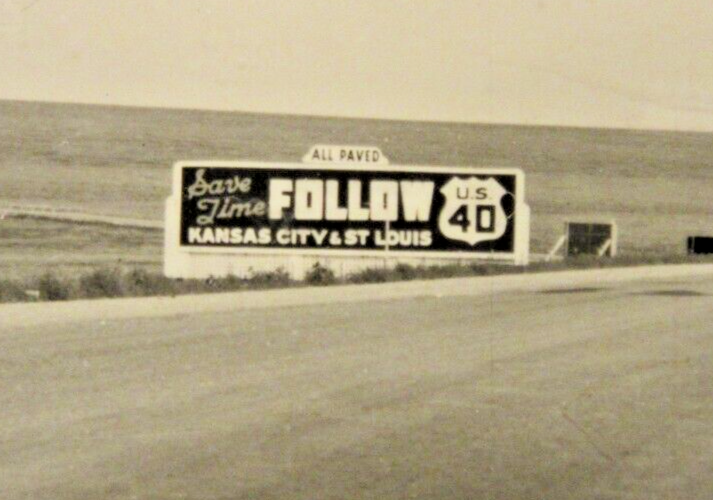 ALL PAVED
Save
Time
FOLLOW
U.S.
40
KANSAS CITY & ST LOUIS